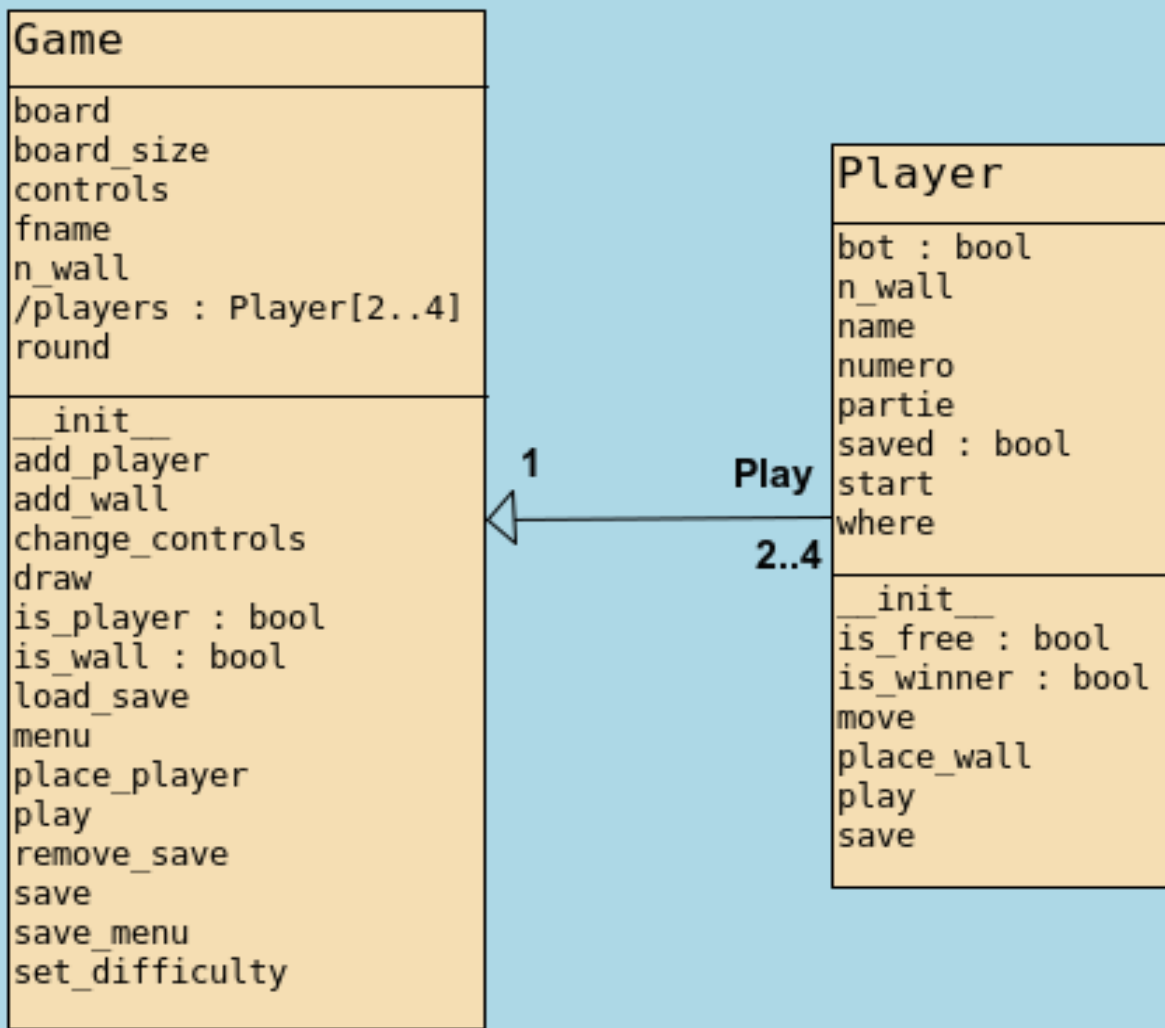 Game
board
board_size
controls
fname
n_wall
/players : Player[2..4]
round
__init__
add_player
add_wall
change_controls
draw
is_player : bool
is_wall : bool
load_save
menu
place_player
play
remove_save
save
save_menu
set_difficulty
1
Play
2..4
Player
bot : bool
n_wall
name
numero
partie
saved : bool
start
where
__init__
is_free : bool
is_winner : bool
move
place_wall
play
save